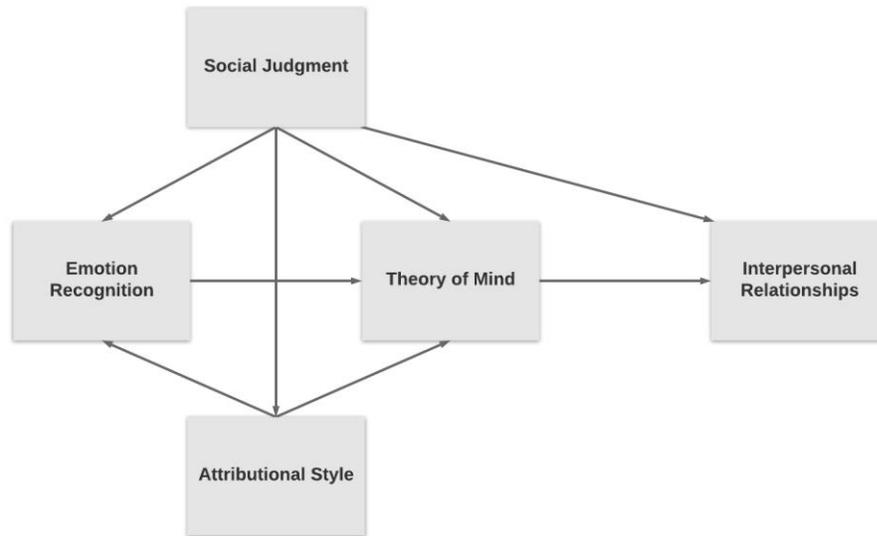 Social Judgment
Emotion
Recognition
Theory of Mind
Interpersonal
Relationships
Attributional Style